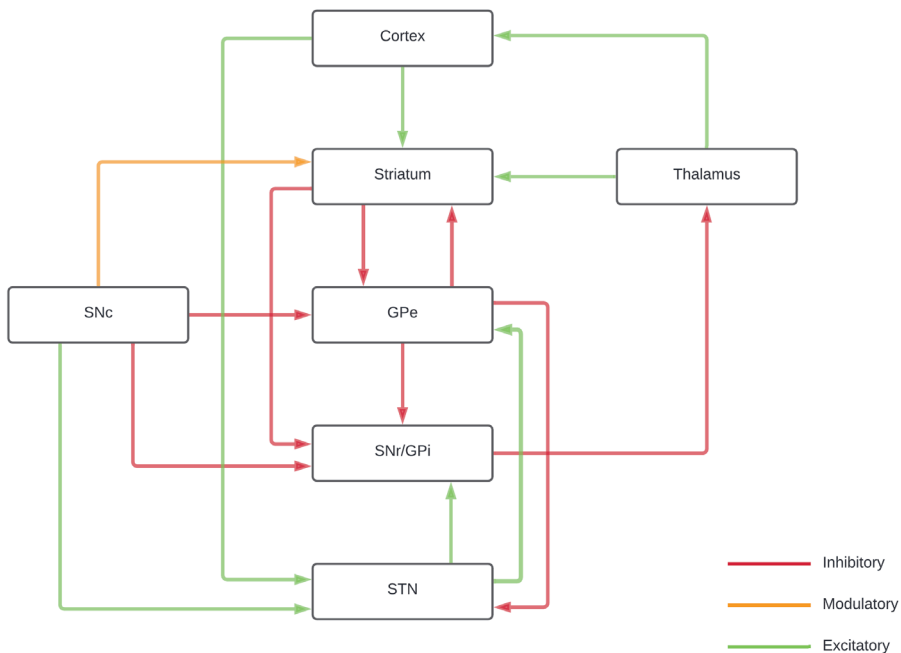 Cortex
Striatum
Thalamus
SNc
GPe
SNr/GPi
STN
Inhibitory
Modulatory
Excitatory